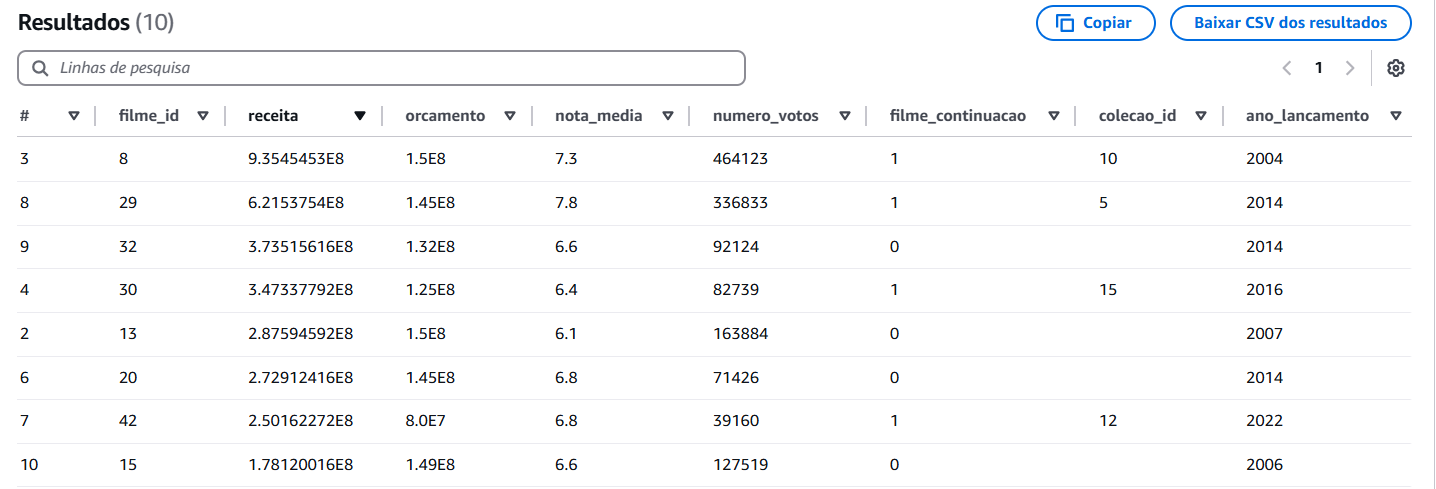 Resultados (10) Copiar Baixar CSV dos resultados
Linhas de pesquisa 1
# filme_id receita orcamento nota_media numero_votos filme_continuacao colecao_id ano_lancamento
3 8 9.3545453E8 1.5E8 7.3 464123 1 10 2004
8 29 6.2153754E8 1.45E8 7.8 336833 1 5 2014
9 32 3.73515616E8 1.32E8 6.6 92124 0 2014
4 30 3.47337792E8 1.25E8 6.4 82739 1 15 2016
2 13 2.87594592E8 1.5E8 6.1 163884 0 2007
6 20 2.72912416E8 1.45E8 6.8 71426 0 2014
7 42 2.50162272E8 8.0E7 6.8 39160 1 12 2022
10 15 1.78120016E8 1.49E8 6.6 127519 0 2006